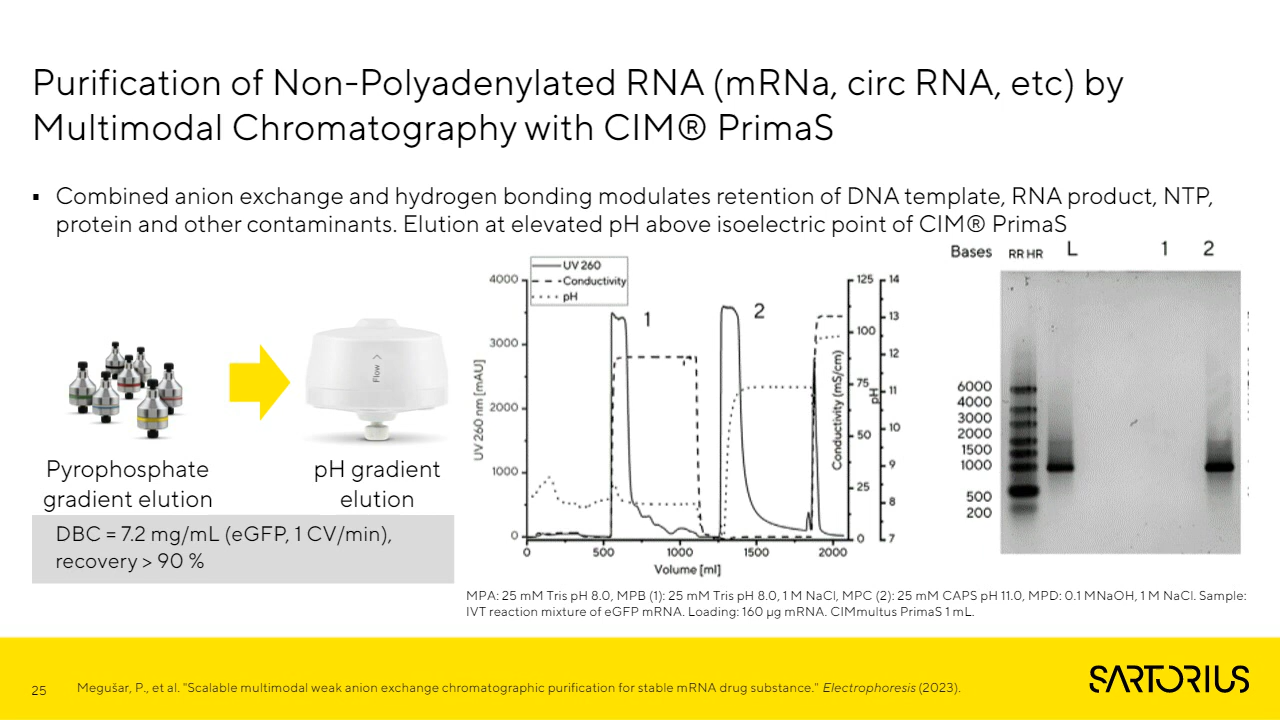 Purification of Non-Polyadenylated RNA (mRNa, circ RNA, etc) by
Multimodal Chromatography with CIM® PrimaS
▪ Combined anion exchange and hydrogen bonding modulates retention of DNA template, RNA product, NTP,
protein and other contaminants. Elution at elevated pH above isoelectric point of CIM® PrimaS
Flow >
Pyrophosphate
gradient elution
pH gradient
elution
DBC = 7.2 mg/mL (eGFP, 1 CV/min),
recovery > 90 %
UV 260
Conductivity
pH
1
2
UV 260 nm [mAU]
4000
3000
2000
1000
0
0 500 1000 1500 2000
Volume [ml]
125
100
75
50
25
0
Conductivity (mS/cm)
14
13
12
11
10
9
8
7
pH
Bases RR HR L 1 2
6000
4000
3000
2000
1500
1000
500
200
MPA: 25 mM Tris pH 8.0, MPB (1): 25 mM Tris pH 8.0, 1 M NaCl, MPC (2): 25 mM CAPS pH 11.0, MPD: 0.1 MNaOH, 1 M NaCl. Sample:
IVT reaction mixture of eGFP mRNA. Loading: 160 µg mRNA. CIMmultus PrimaS 1 mL.
25
Megušar, P., et al. "Scalable multimodal weak anion exchange chromatographic purification for stable mRNA drug substance." Electrophoresis (2023).
SARTORIUS